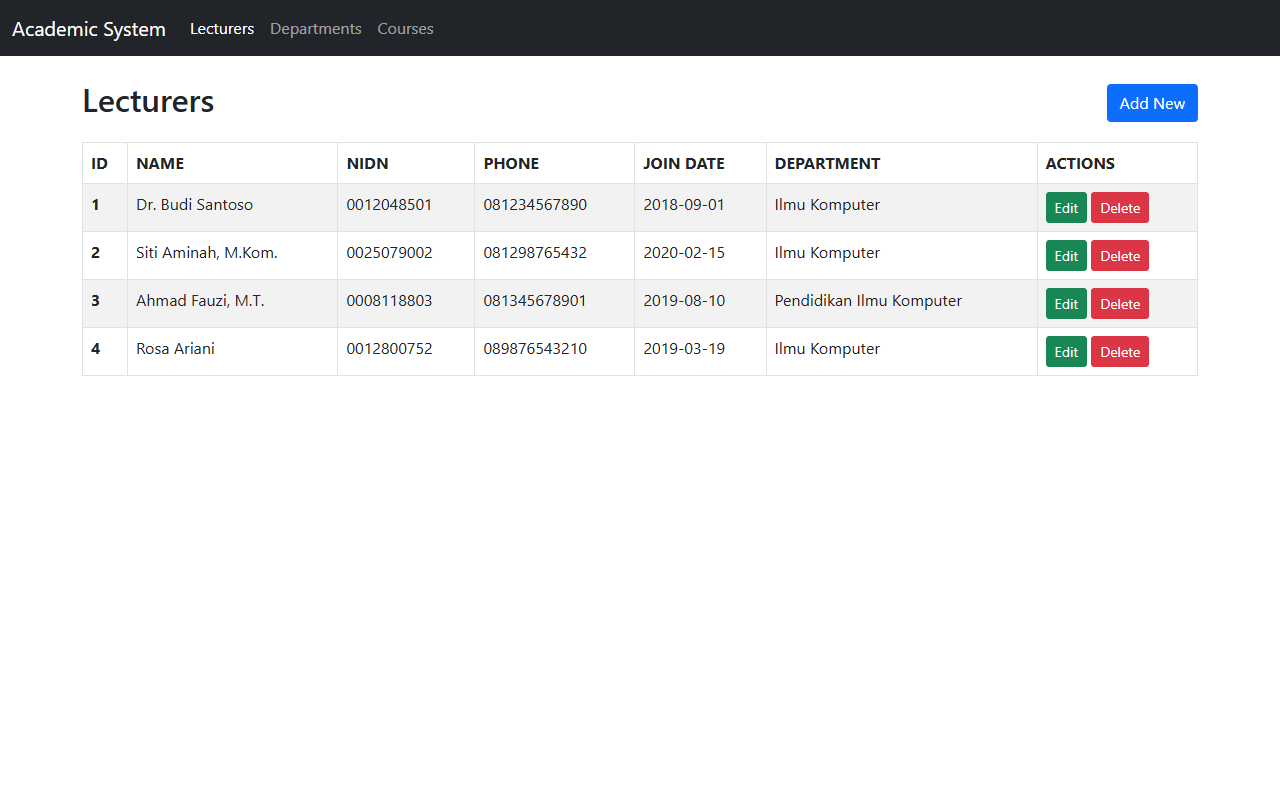 Academic System Lecturers Departments Courses
Lecturers Add New
ID NAME NIDN PHONE JOIN DATE DEPARTMENT ACTIONS
1 Dr. Budi Santoso 0012048501 081234567890 2018-09-01 Ilmu Komputer Edit Delete
2 Siti Aminah, M.Kom. 0025079002 081298765432 2020-02-15 Ilmu Komputer Edit Delete
3 Ahmad Fauzi, M.T. 0008118803 081345678901 2019-08-10 Pendidikan Ilmu Komputer Edit Delete
4 Rosa Ariani 0012800752 089876543210 2019-03-19 Ilmu Komputer Edit Delete